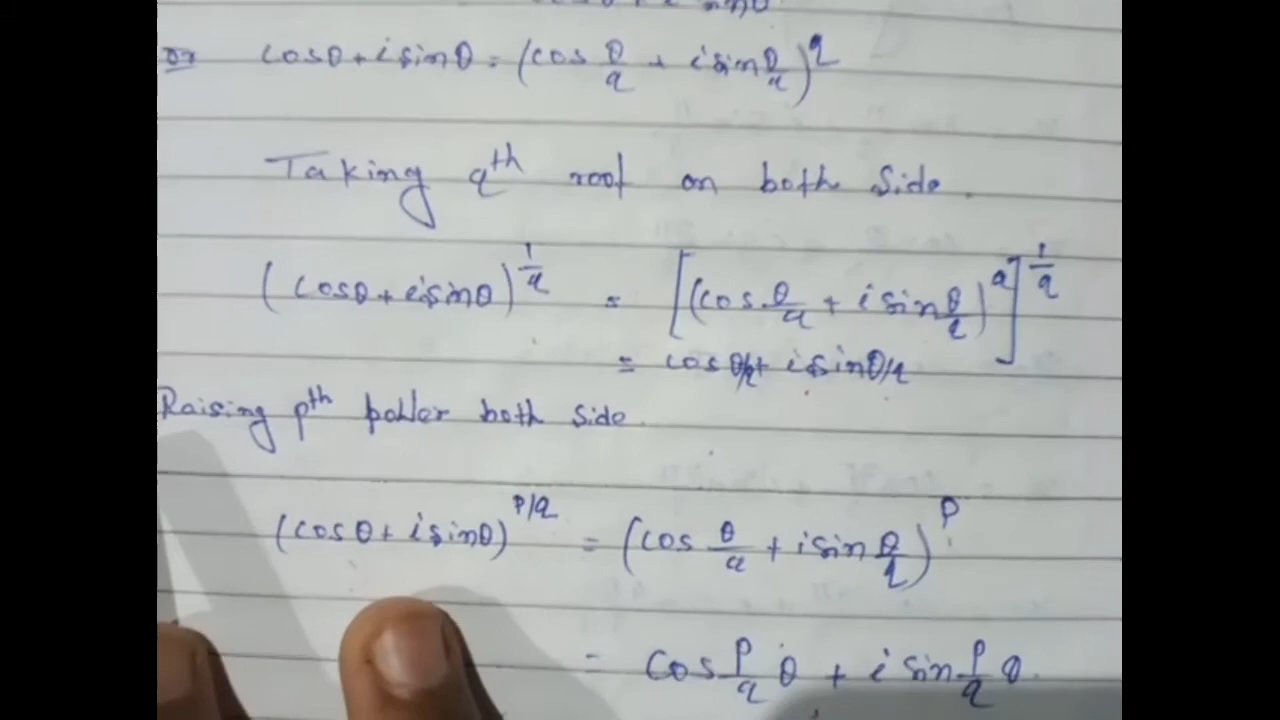 or cosθ + i sinθ = (cos θ/q + i sin θ/q)^q
Taking q^th root on both side.
(cosθ + i sinθ)^1/q = [(cos θ/q + i sin θ/q)^q]^1/q
= cos θ/q + i sin θ/q
Raising p^th power both side.
(cos θ + i sinθ)^p/q = (cos θ/q + i sin θ/q)^p
= cos p/q θ + i sin p/q θ.